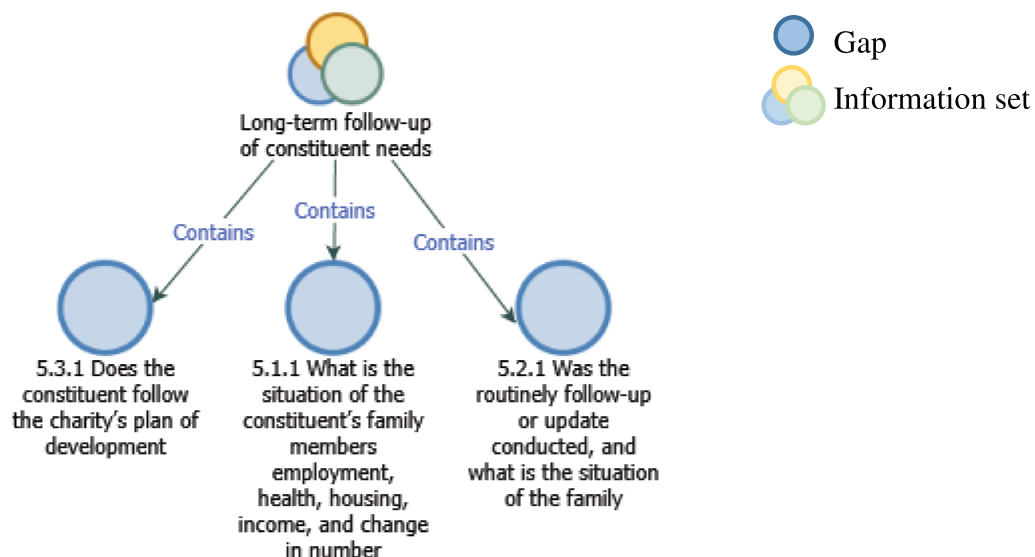 Gap
Information set
Long-term follow-up
of constituent needs
Contains
Contains
Contains
5.3.1 Does the
constituent follow
the charity's plan of
development
5.1.1 What is the
situation of the
constituent's family
members
employment,
health, housing,
income, and change
in number
5.2.1 Was the
routinely follow-up
or update
conducted, and
what is the situation
of the family